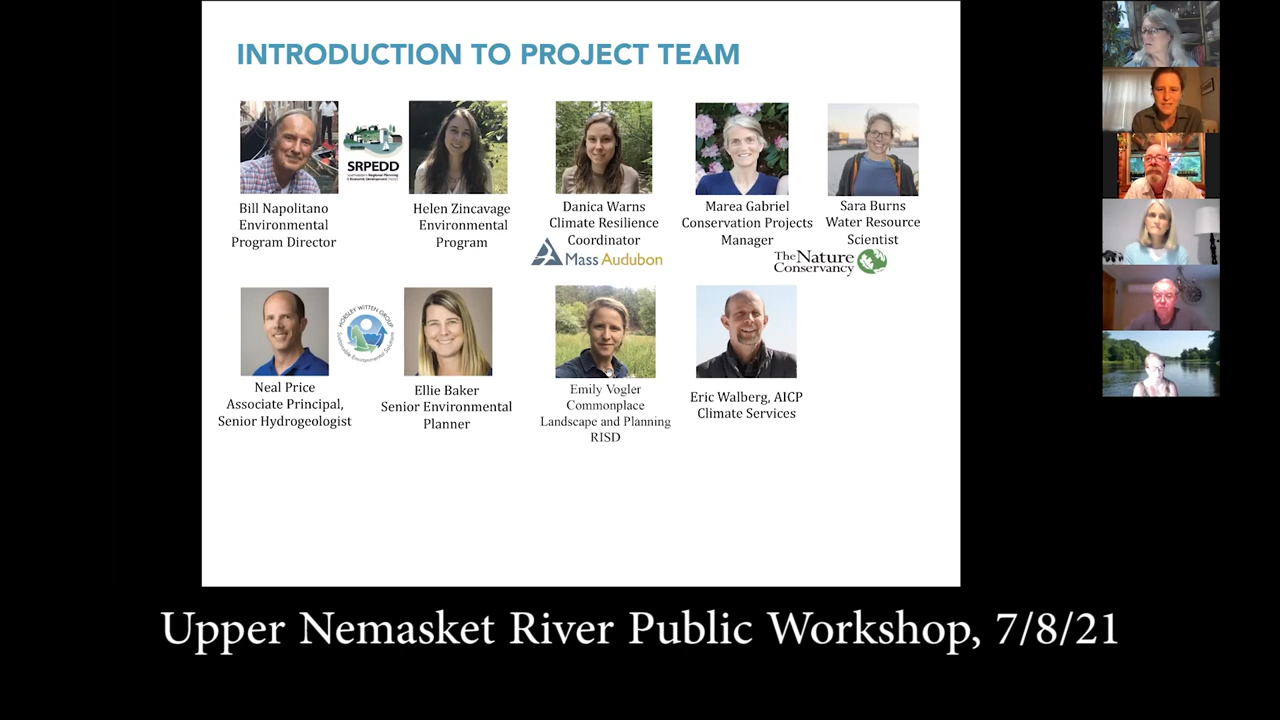 INTRODUCTION TO PROJECT TEAM
SRPEDD
Bill Napolitano
Environmental
Program Director
Helen Zincavage
Environmental
Program
Danica Warns
Climate Resilience
Coordinator
Mass Audubon
Marea Gabriel
Conservation Projects
Manager
Sara Burns
Water Resource
Scientist
The Nature
Conservancy
Neal Price
Associate Principal,
Senior Hydrogeologist
HORSLEY WITTEN GROUP
Sustainable Environmental Solutions
Ellie Baker
Senior Environmental
Planner
Emily Vogler
Commonplace
Landscape and Planning
RISD
Eric Walberg, AICP
Climate Services
Upper Nemasket River Public Workshop, 7/8/21